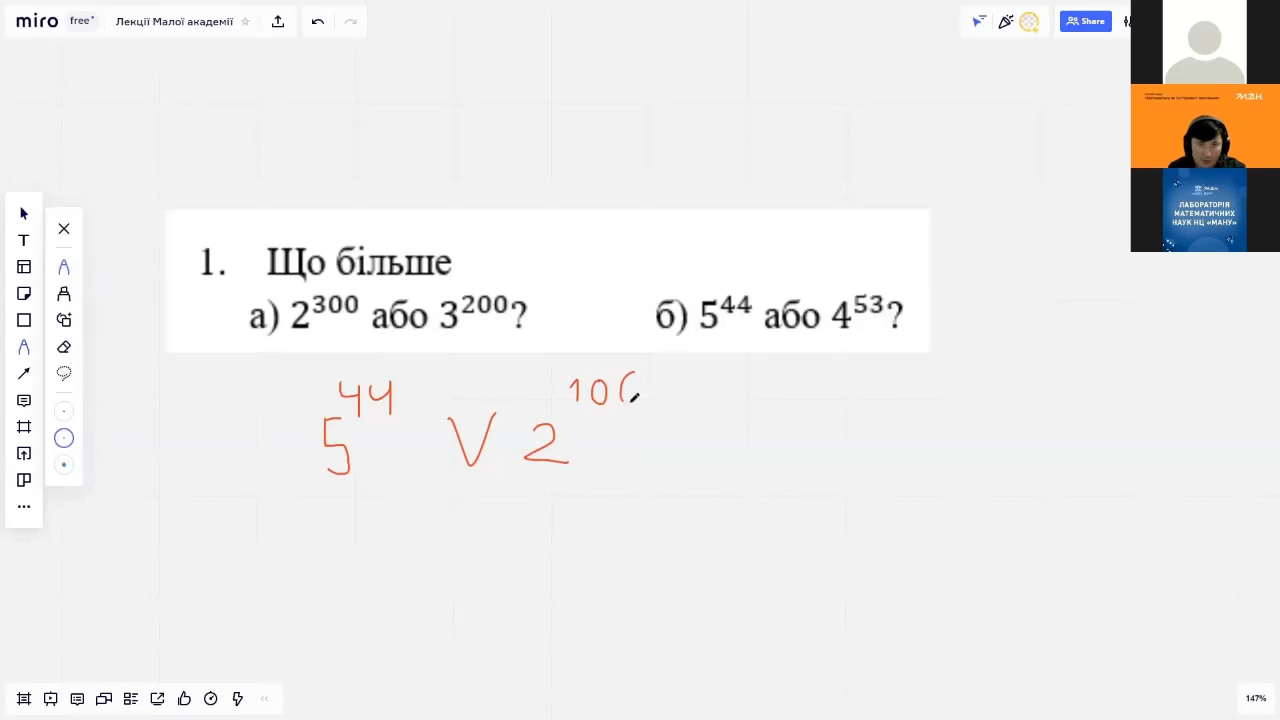 miro free Лекції Малої академії Share
ЛАБОРАТОРІЯ
МАТЕМАТИЧНИХ
НАУК НЦ «МАНУ»
1. Що більше
а) 2^300 або 3^200? б) 5^44 або 4^53?
5^44 V 2^10
147%